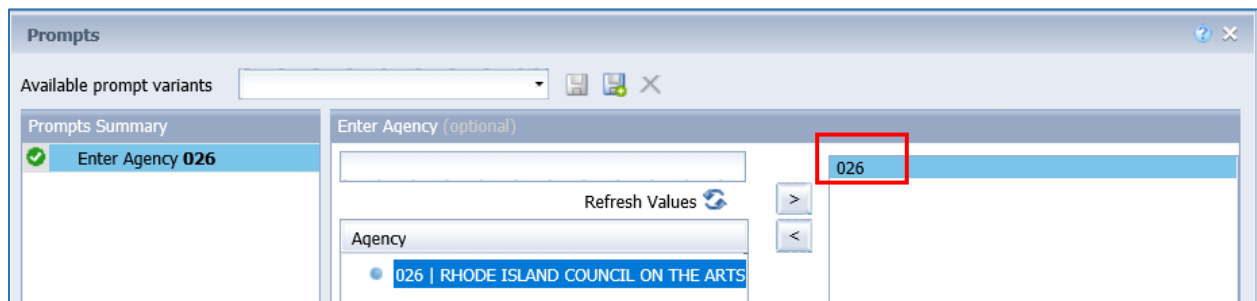 Prompts
Available prompt variants
Prompts Summary
Enter Agency 026
Enter Agency (optional)
026
Refresh Values
>
<
Agency
026 | RHODE ISLAND COUNCIL ON THE ARTS